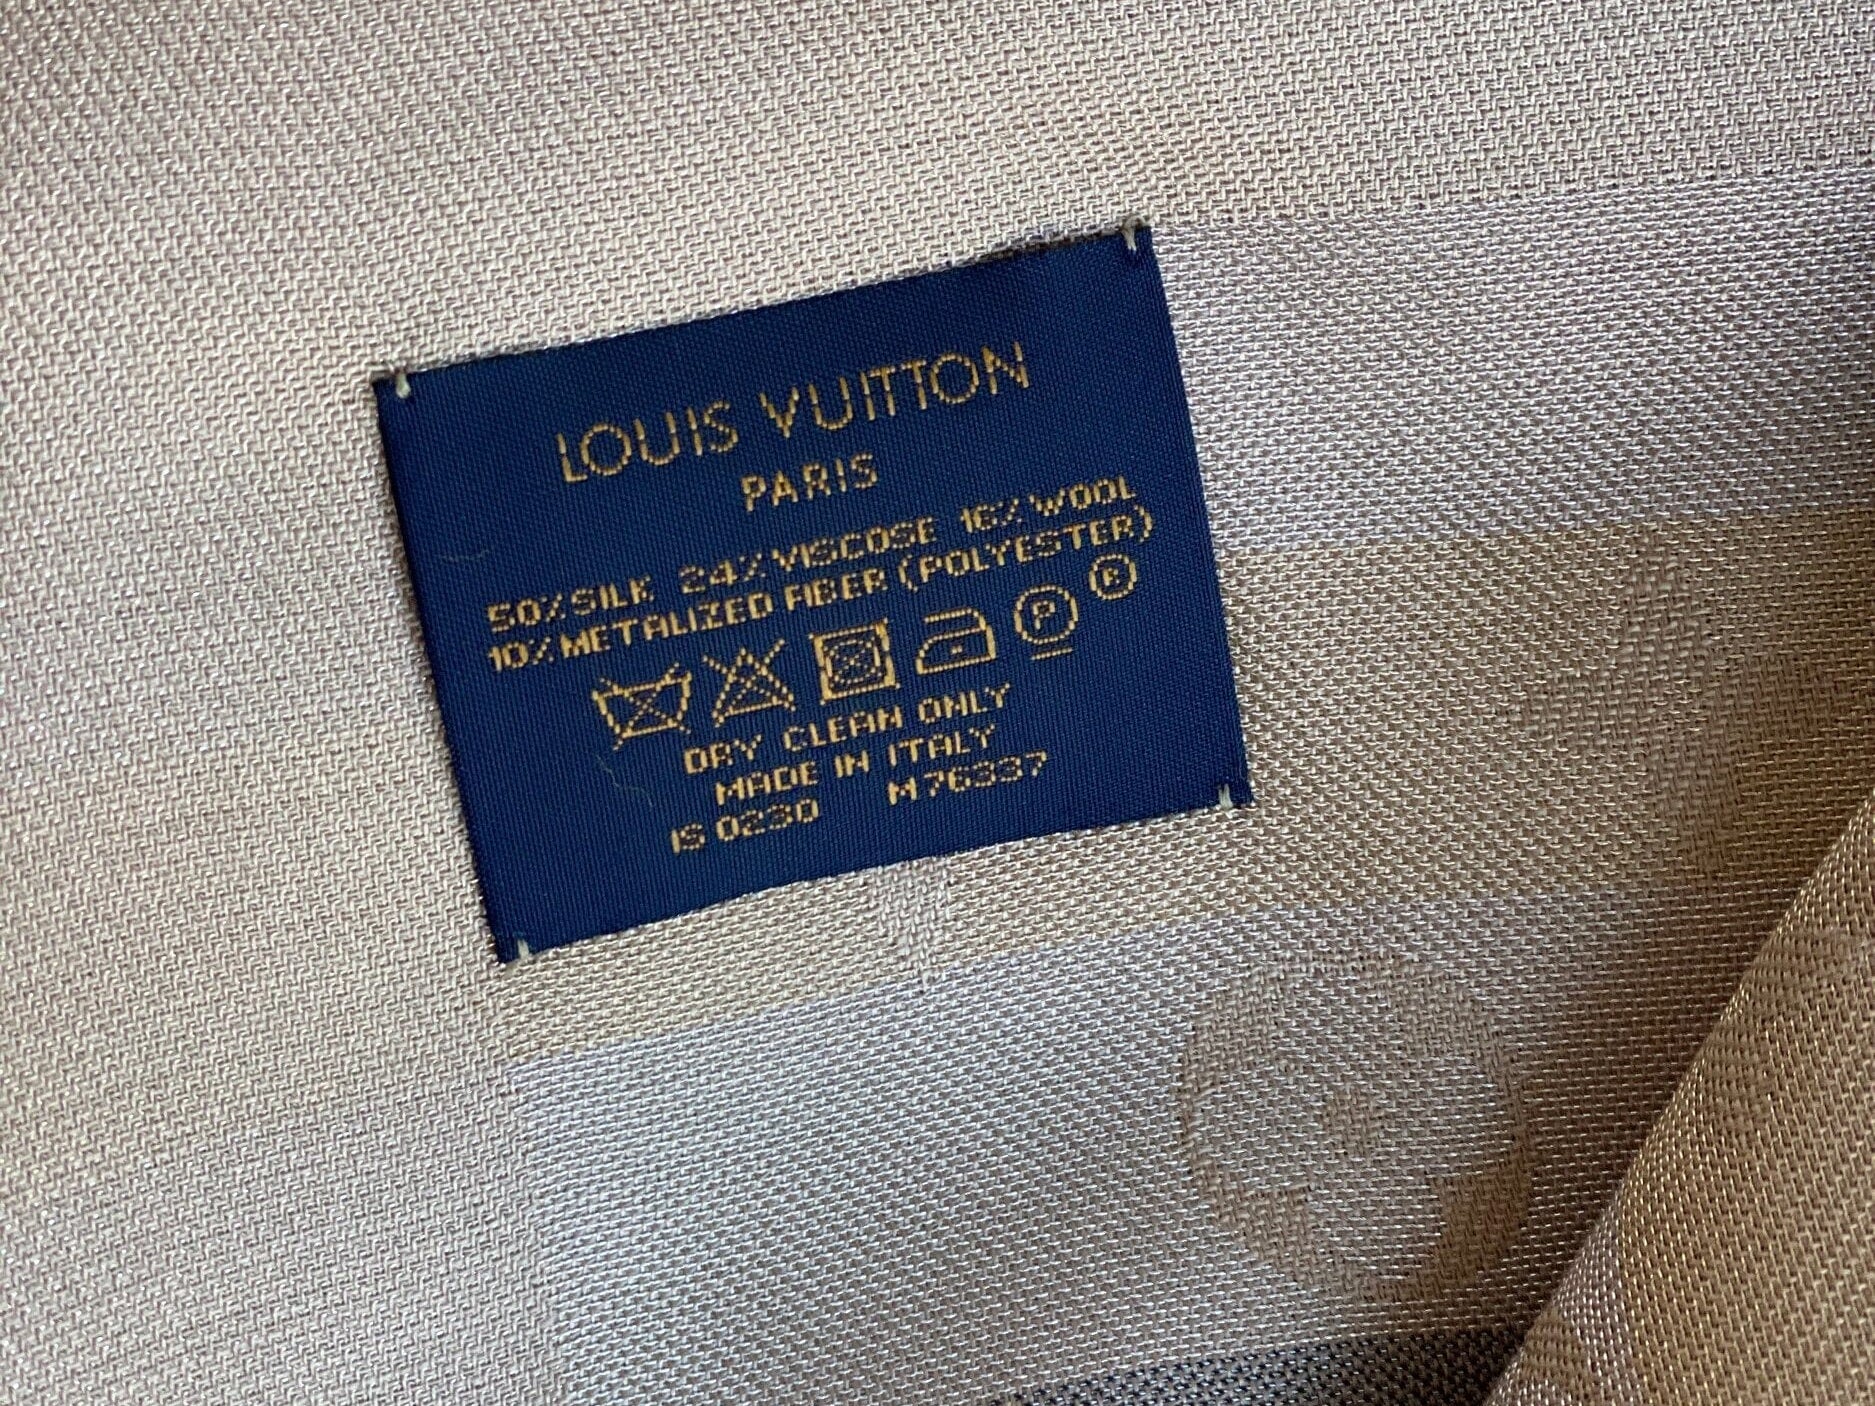 LOUIS VUITTON
PARIS
50% SILK 24% VISCOSE 16% WOOL
10% METALIZED FIBER (POLYESTER)
P R
DRY CLEAN ONLY
MADE IN ITALY
IS 0230 M76337